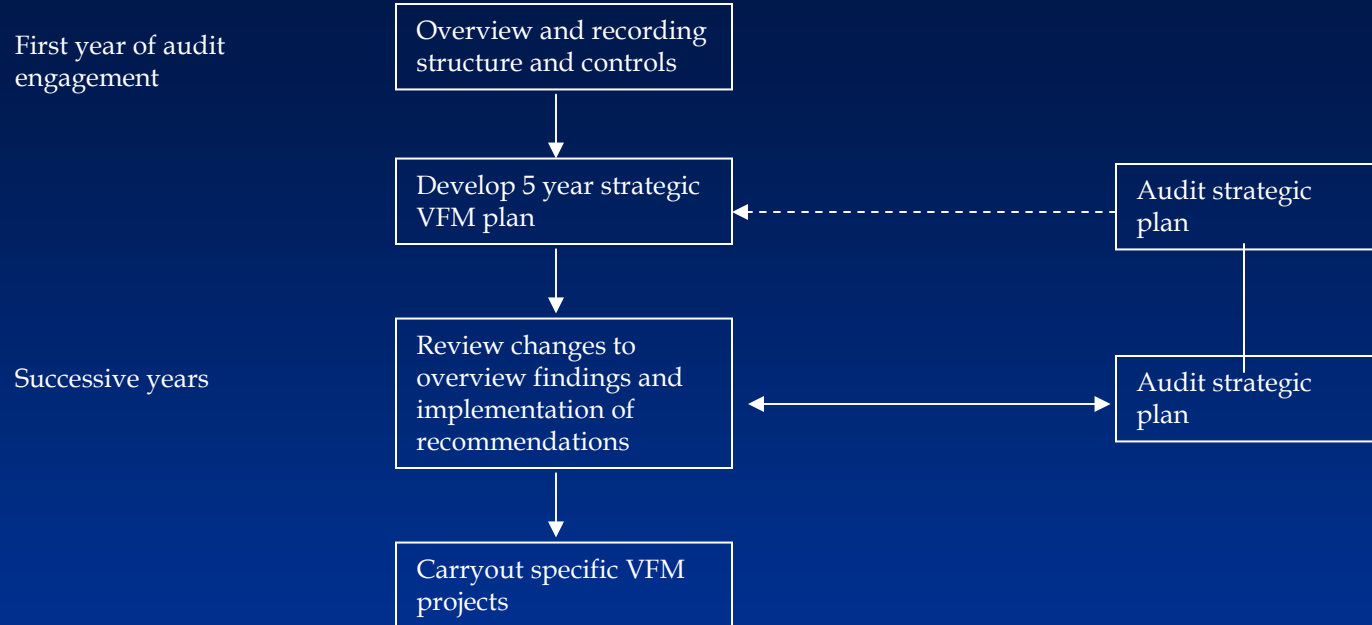 First year of audit
engagement
Overview and recording
structure and controls
Develop 5 year strategic
VFM plan
Audit strategic
plan
Successive years
Review changes to
overview findings and
implementation of
recommendations
Audit strategic
plan
Carryout specific VFM
projects